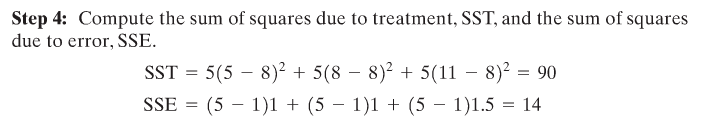 Step 4: Compute the sum of squares due to treatment, SST, and the sum of squares
due to error, SSE.
SST = 5(5 − 8)² + 5(8 − 8)² + 5(11 − 8)² = 90
SSE = (5 − 1)1 + (5 − 1)1 + (5 − 1)1.5 = 14